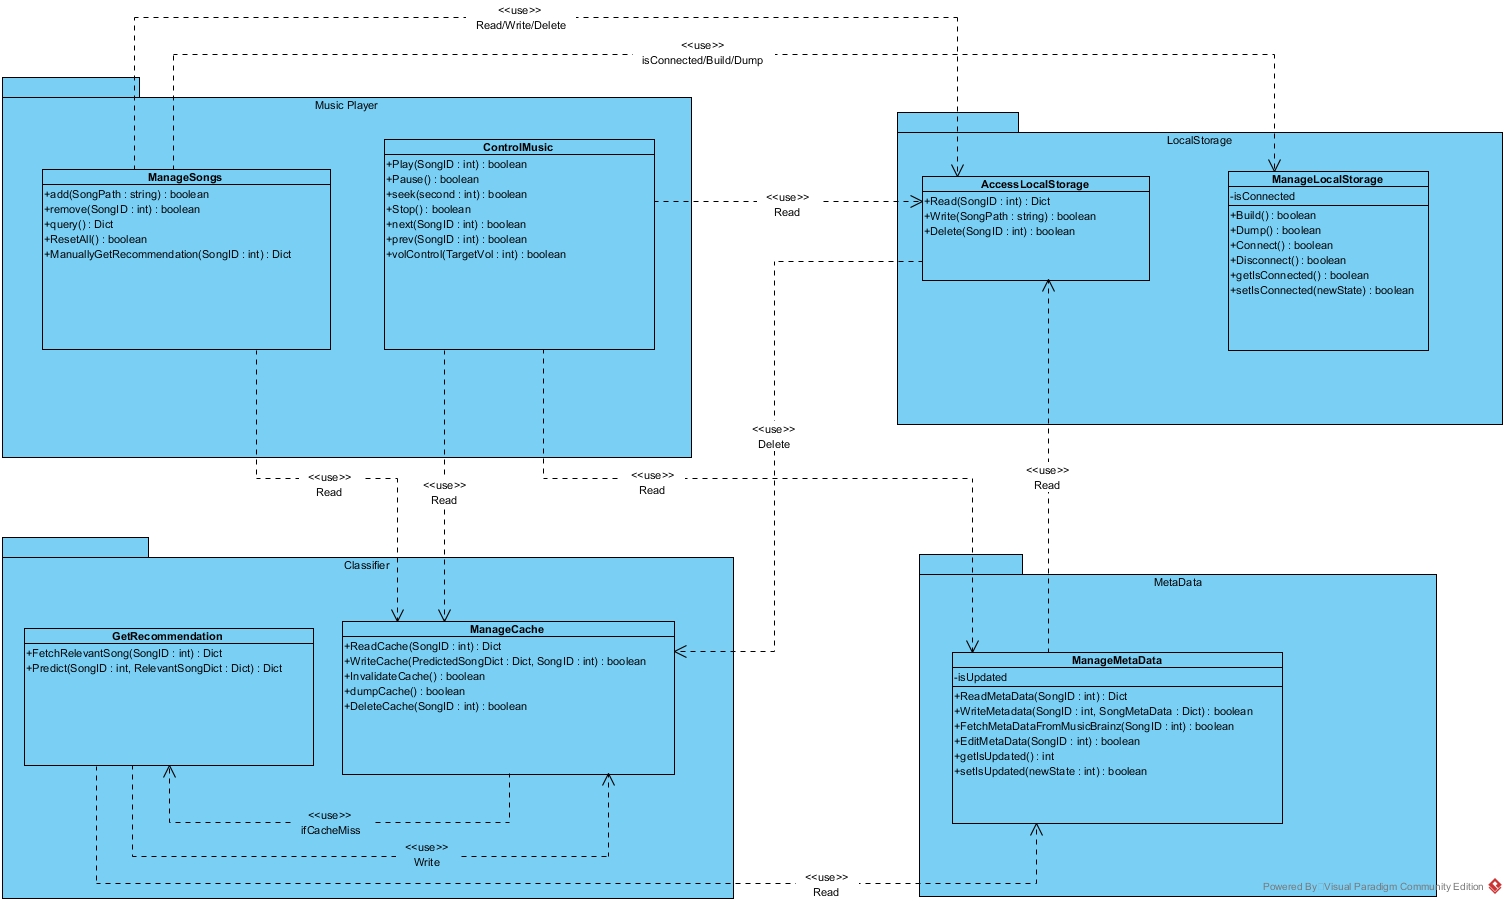 <<use>>
Read/Write/Delete
<<use>>
isConnected/Build/Dump
Music Player
ManageSongs
+add(SongPath : string) : boolean
+remove(SongID : int) : boolean
+query() : Dict
+ResetAll() : boolean
+ManuallyGetRecommendation(SongID : int) : Dict
ControlMusic
+Play(SongID : int) : boolean
+Pause() : boolean
+seek(second : int) : boolean
+Stop() : boolean
+next(SongID : int) : boolean
+prev(SongID : int) : boolean
+volControl(TargetVol : int) : boolean
<<use>>
Read
LocalStorage
AccessLocalStorage
+Read(SongID : int) : Dict
+Write(SongPath : string) : boolean
+Delete(SongID : int) : boolean
ManageLocalStorage
-isConnected
+Build() : boolean
+Dump() : boolean
+Connect() : boolean
+Disconnect() : boolean
+getIsConnected() : boolean
+setIsConnected(newState) : boolean
<<use>>
Delete
<<use>>
Read
<<use>>
Read
<<use>>
Read
<<use>>
Read
Classifier
GetRecommendation
+FetchRelevantSong(SongID : int) : Dict
+Predict(SongID : int, RelevantSongDict : Dict) : Dict
ManageCache
+ReadCache(SongID : int) : Dict
+WriteCache(PredictedSongDict : Dict, SongID : int) : boolean
+InvalidateCache() : boolean
+dumpCache() : boolean
+DeleteCache(SongID : int) : boolean
<<use>>
ifCacheMiss
<<use>>
Write
<<use>>
Read
MetaData
ManageMetaData
-isUpdated
+ReadMetaData(SongID : int) : Dict
+WriteMetadata(SongID : int, SongMetaData : Dict) : boolean
+FetchMetaDataFromMusicBrainz(SongID : int) : boolean
+EditMetaData(SongID : int) : boolean
+getIsUpdated() : int
+setIsUpdated(newState : int) : boolean
Powered By Visual Paradigm Community Edition